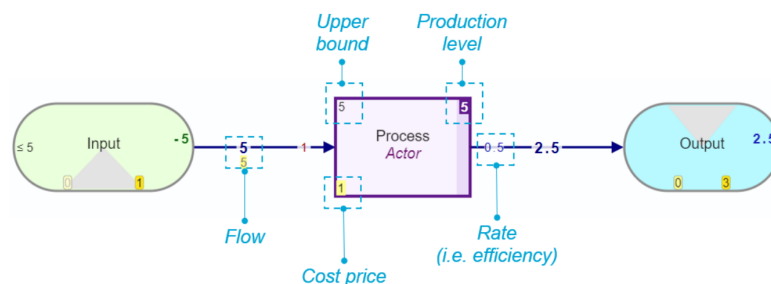 Upper
bound
Production
level
≤ 5
Input
-5
0
1
5
5
1
5
5
Process
Actor
1
0.5
2.5
Output
2.5
0
3
Flow
Cost price
Rate
(i.e. efficiency)